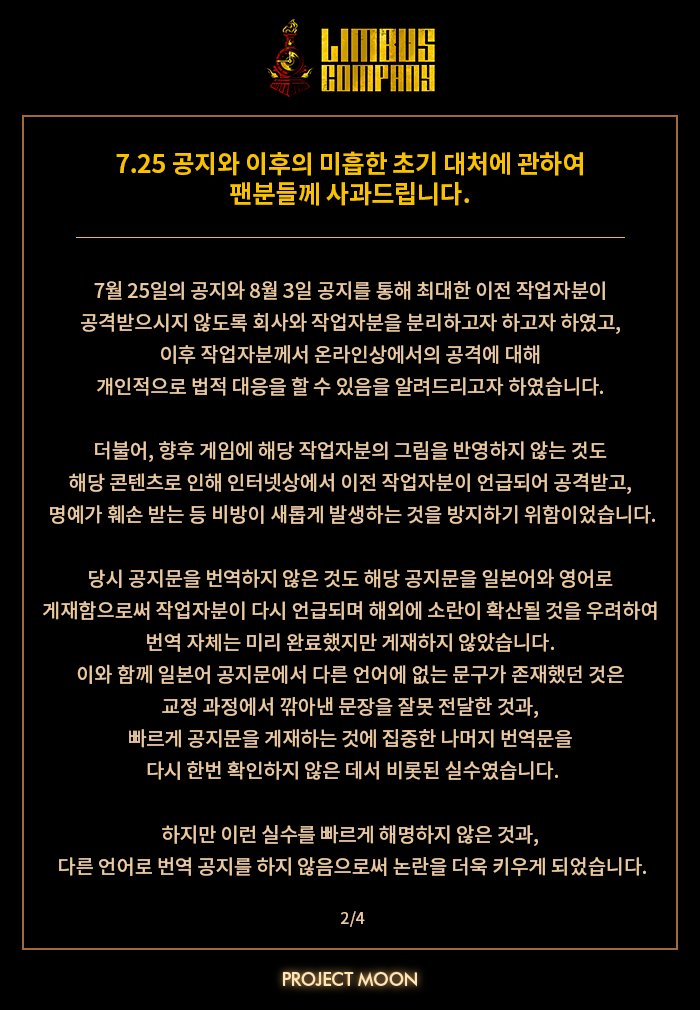 LIMBUS
COMPANY
7.25 공지와 이후의 미흡한 초기 대처에 관하여
팬분들께 사과드립니다.
7월 25일의 공지와 8월 3일 공지를 통해 최대한 이전 작업자분이
공격받으시지 않도록 회사와 작업자분을 분리하고자 하고자 하였고,
이후 작업자분께서 온라인상에서의 공격에 대해
개인적으로 법적 대응을 할 수 있음을 알려드리고자 하였습니다.
더불어, 향후 게임에 해당 작업자분의 그림을 반영하지 않는 것도
해당 콘텐츠로 인해 인터넷상에서 이전 작업자분이 언급되어 공격받고,
명예가 훼손 받는 등 비방이 새롭게 발생하는 것을 방지하기 위함이었습니다.
당시 공지문을 번역하지 않은 것도 해당 공지문을 일본어와 영어로
게재함으로써 작업자분이 다시 언급되며 해외에 소란이 확산될 것을 우려하여
번역 자체는 미리 완료했지만 게재하지 않았습니다.
이와 함께 일본어 공지문에서 다른 언어에 없는 문구가 존재했던 것은
교정 과정에서 깎아낸 문장을 잘못 전달한 것과,
빠르게 공지문을 게재하는 것에 집중한 나머지 번역문을
다시 한번 확인하지 않은 데서 비롯된 실수였습니다.
하지만 이런 실수를 빠르게 해명하지 않은 것과,
다른 언어로 번역 공지를 하지 않음으로써 논란을 더욱 키우게 되었습니다.
2/4
PROJECT MOON